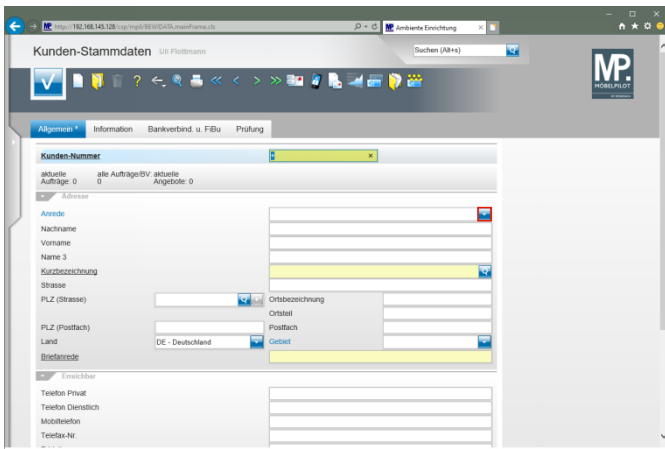 http://192.168.145.128/csp/mpli/BEWIDATA.mainFrame.cls
Ambiente Einrichtung
Kunden-Stammdaten Uli Flottmann
Suchen (Alt+s)
MP.
MÖBELPILOT
Allgemein * Information Bankverbind. u. FiBu Prüfung
Kunden-Nummer +
aktuelle alle Aufträge/BV: aktuelle
Aufträge: 0 0 Angebote: 0
Adresse
Anrede
Nachname
Vorname
Name 3
Kurzbezeichnung
Strasse
PLZ (Strasse) Ortsbezeichnung
Ortsteil
PLZ (Postfach) Postfach
Land DE - Deutschland Gebiet
Briefanrede
Erreichbar
Telefon Privat
Telefon Dienstlich
Mobiltelefon
Telefax-Nr.